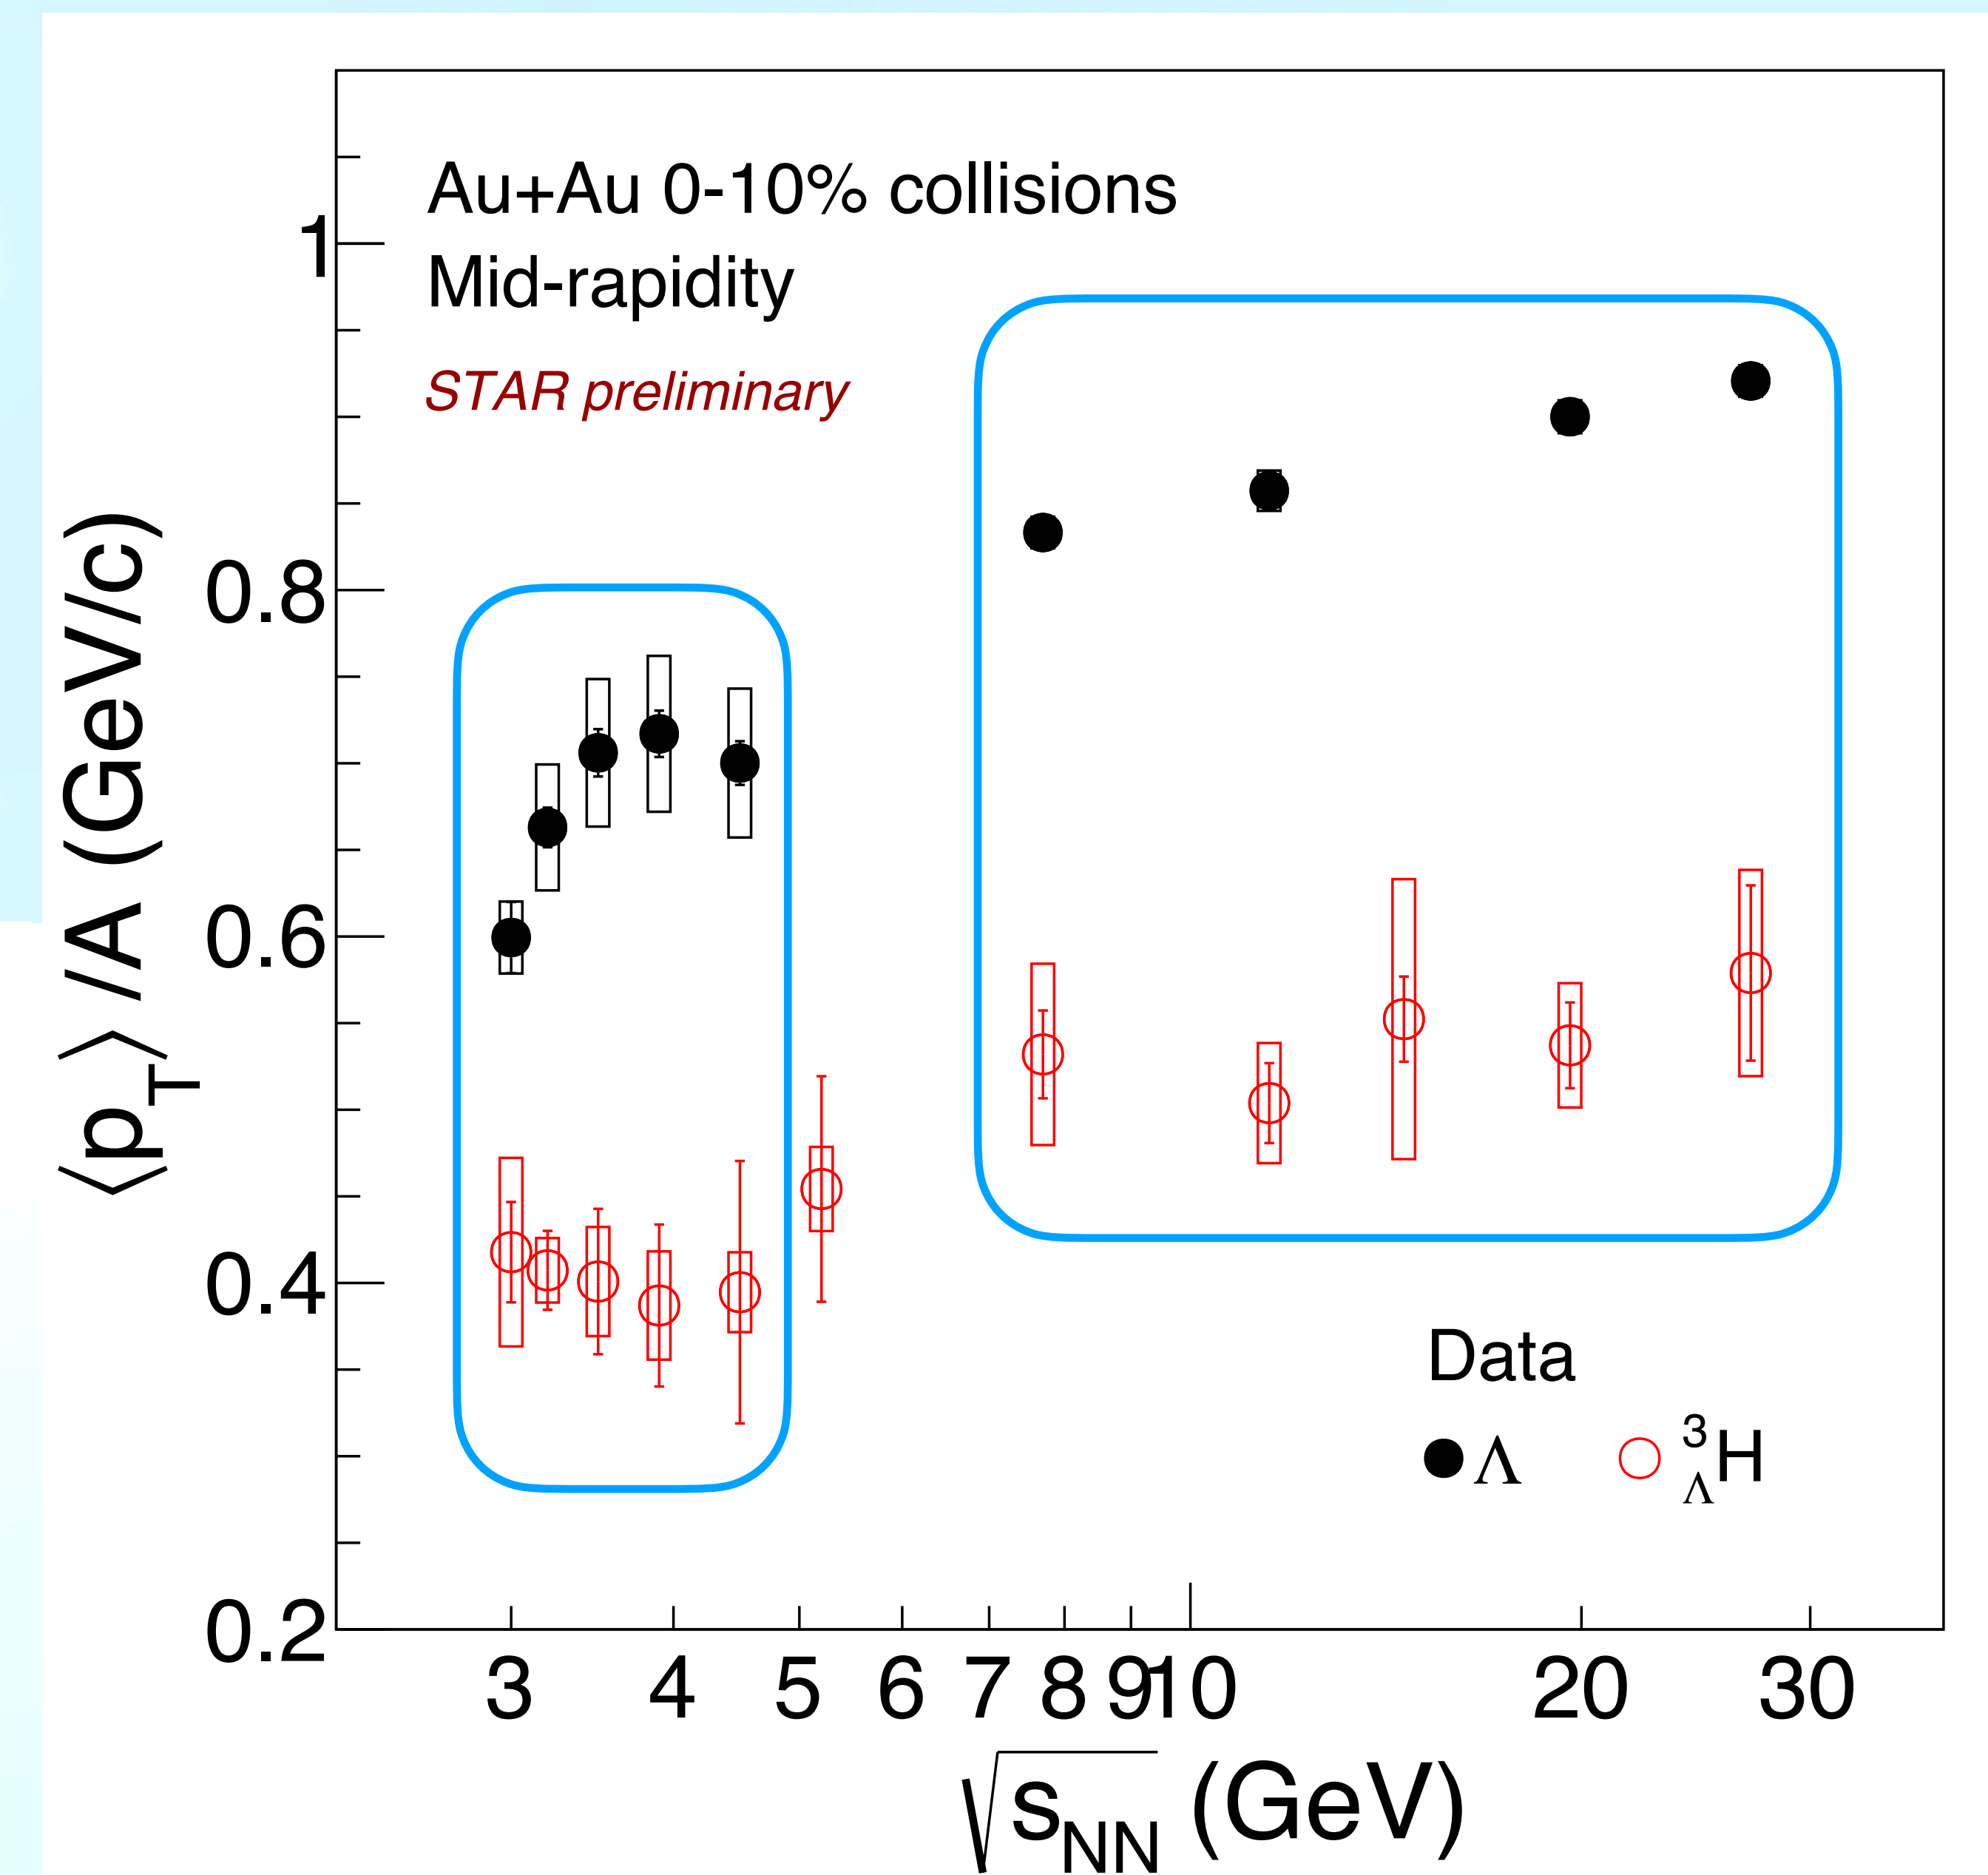 Au+Au 0-10% collisions
Mid-rapidity
STAR preliminary
⟨p_T⟩/A (GeV/c)
1
0.8
0.6
0.4
0.2
Data
Λ ³_ΛH
3 4 5 6 7 8 9 10 20 30
√s_NN (GeV)